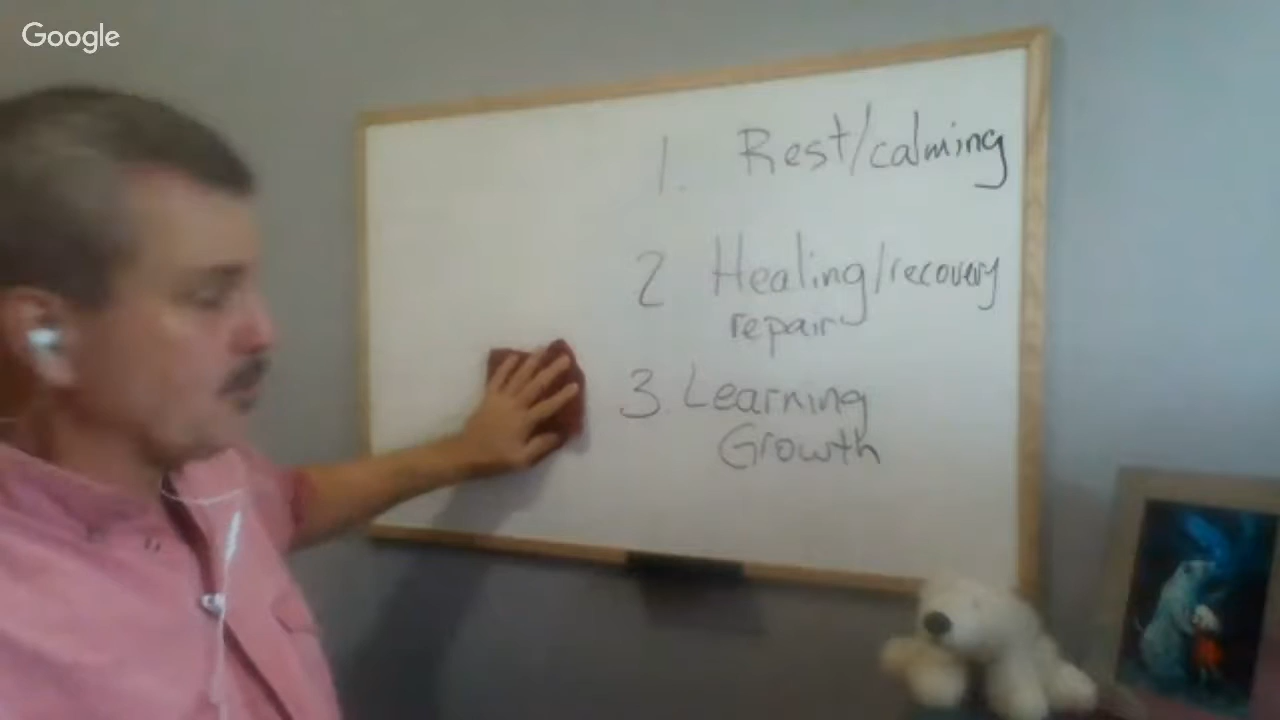 Google
1. Rest/calming
2 Healing/recovery
repair
3. Learning
Growth